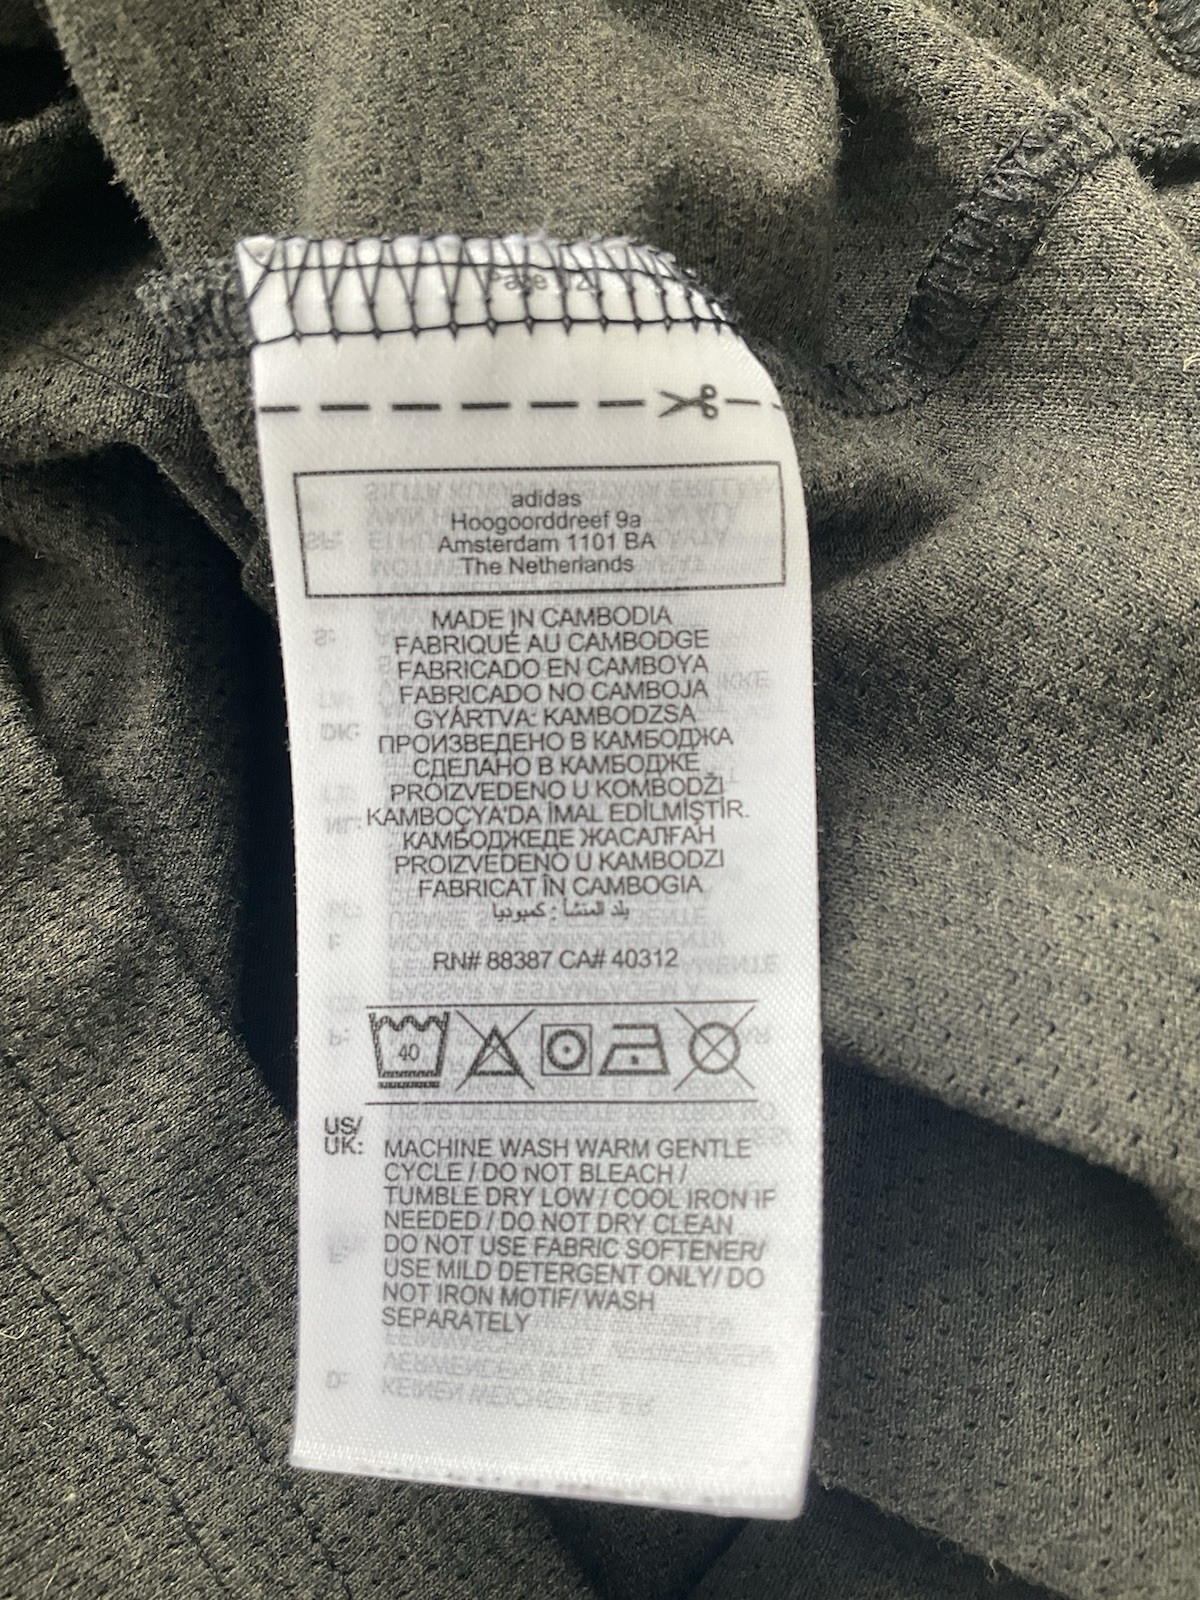 adidas
Hoogoorddreef 9a
Amsterdam 1101 BA
The Netherlands
MADE IN CAMBODIA
FABRIQUÉ AU CAMBODGE
FABRICADO EN CAMBOYA
FABRICADO NO CAMBOJA
GYÁRTVA: KAMBODZSA
ПРОИЗВЕДЕНО В КАМБОДЖА
СДЕЛАНО В КАМБОДЖЕ
PROIZVEDENO U KOMBODŽI
KAMBOÇYA'DA İMAL EDİLMİŞTİR.
КАМБОДЖЕДЕ ЖАСАЛҒАН
PROIZVEDENO U KAMBODZI
FABRICAT ÎN CAMBOGIA
بلد المنشأ : كمبوديا
RN# 88387 CA# 40312
40
US/
UK:
MACHINE WASH WARM GENTLE
CYCLE / DO NOT BLEACH /
TUMBLE DRY LOW / COOL IRON IF
NEEDED / DO NOT DRY CLEAN
DO NOT USE FABRIC SOFTENER/
USE MILD DETERGENT ONLY/ DO
NOT IRON MOTIF/ WASH
SEPARATELY